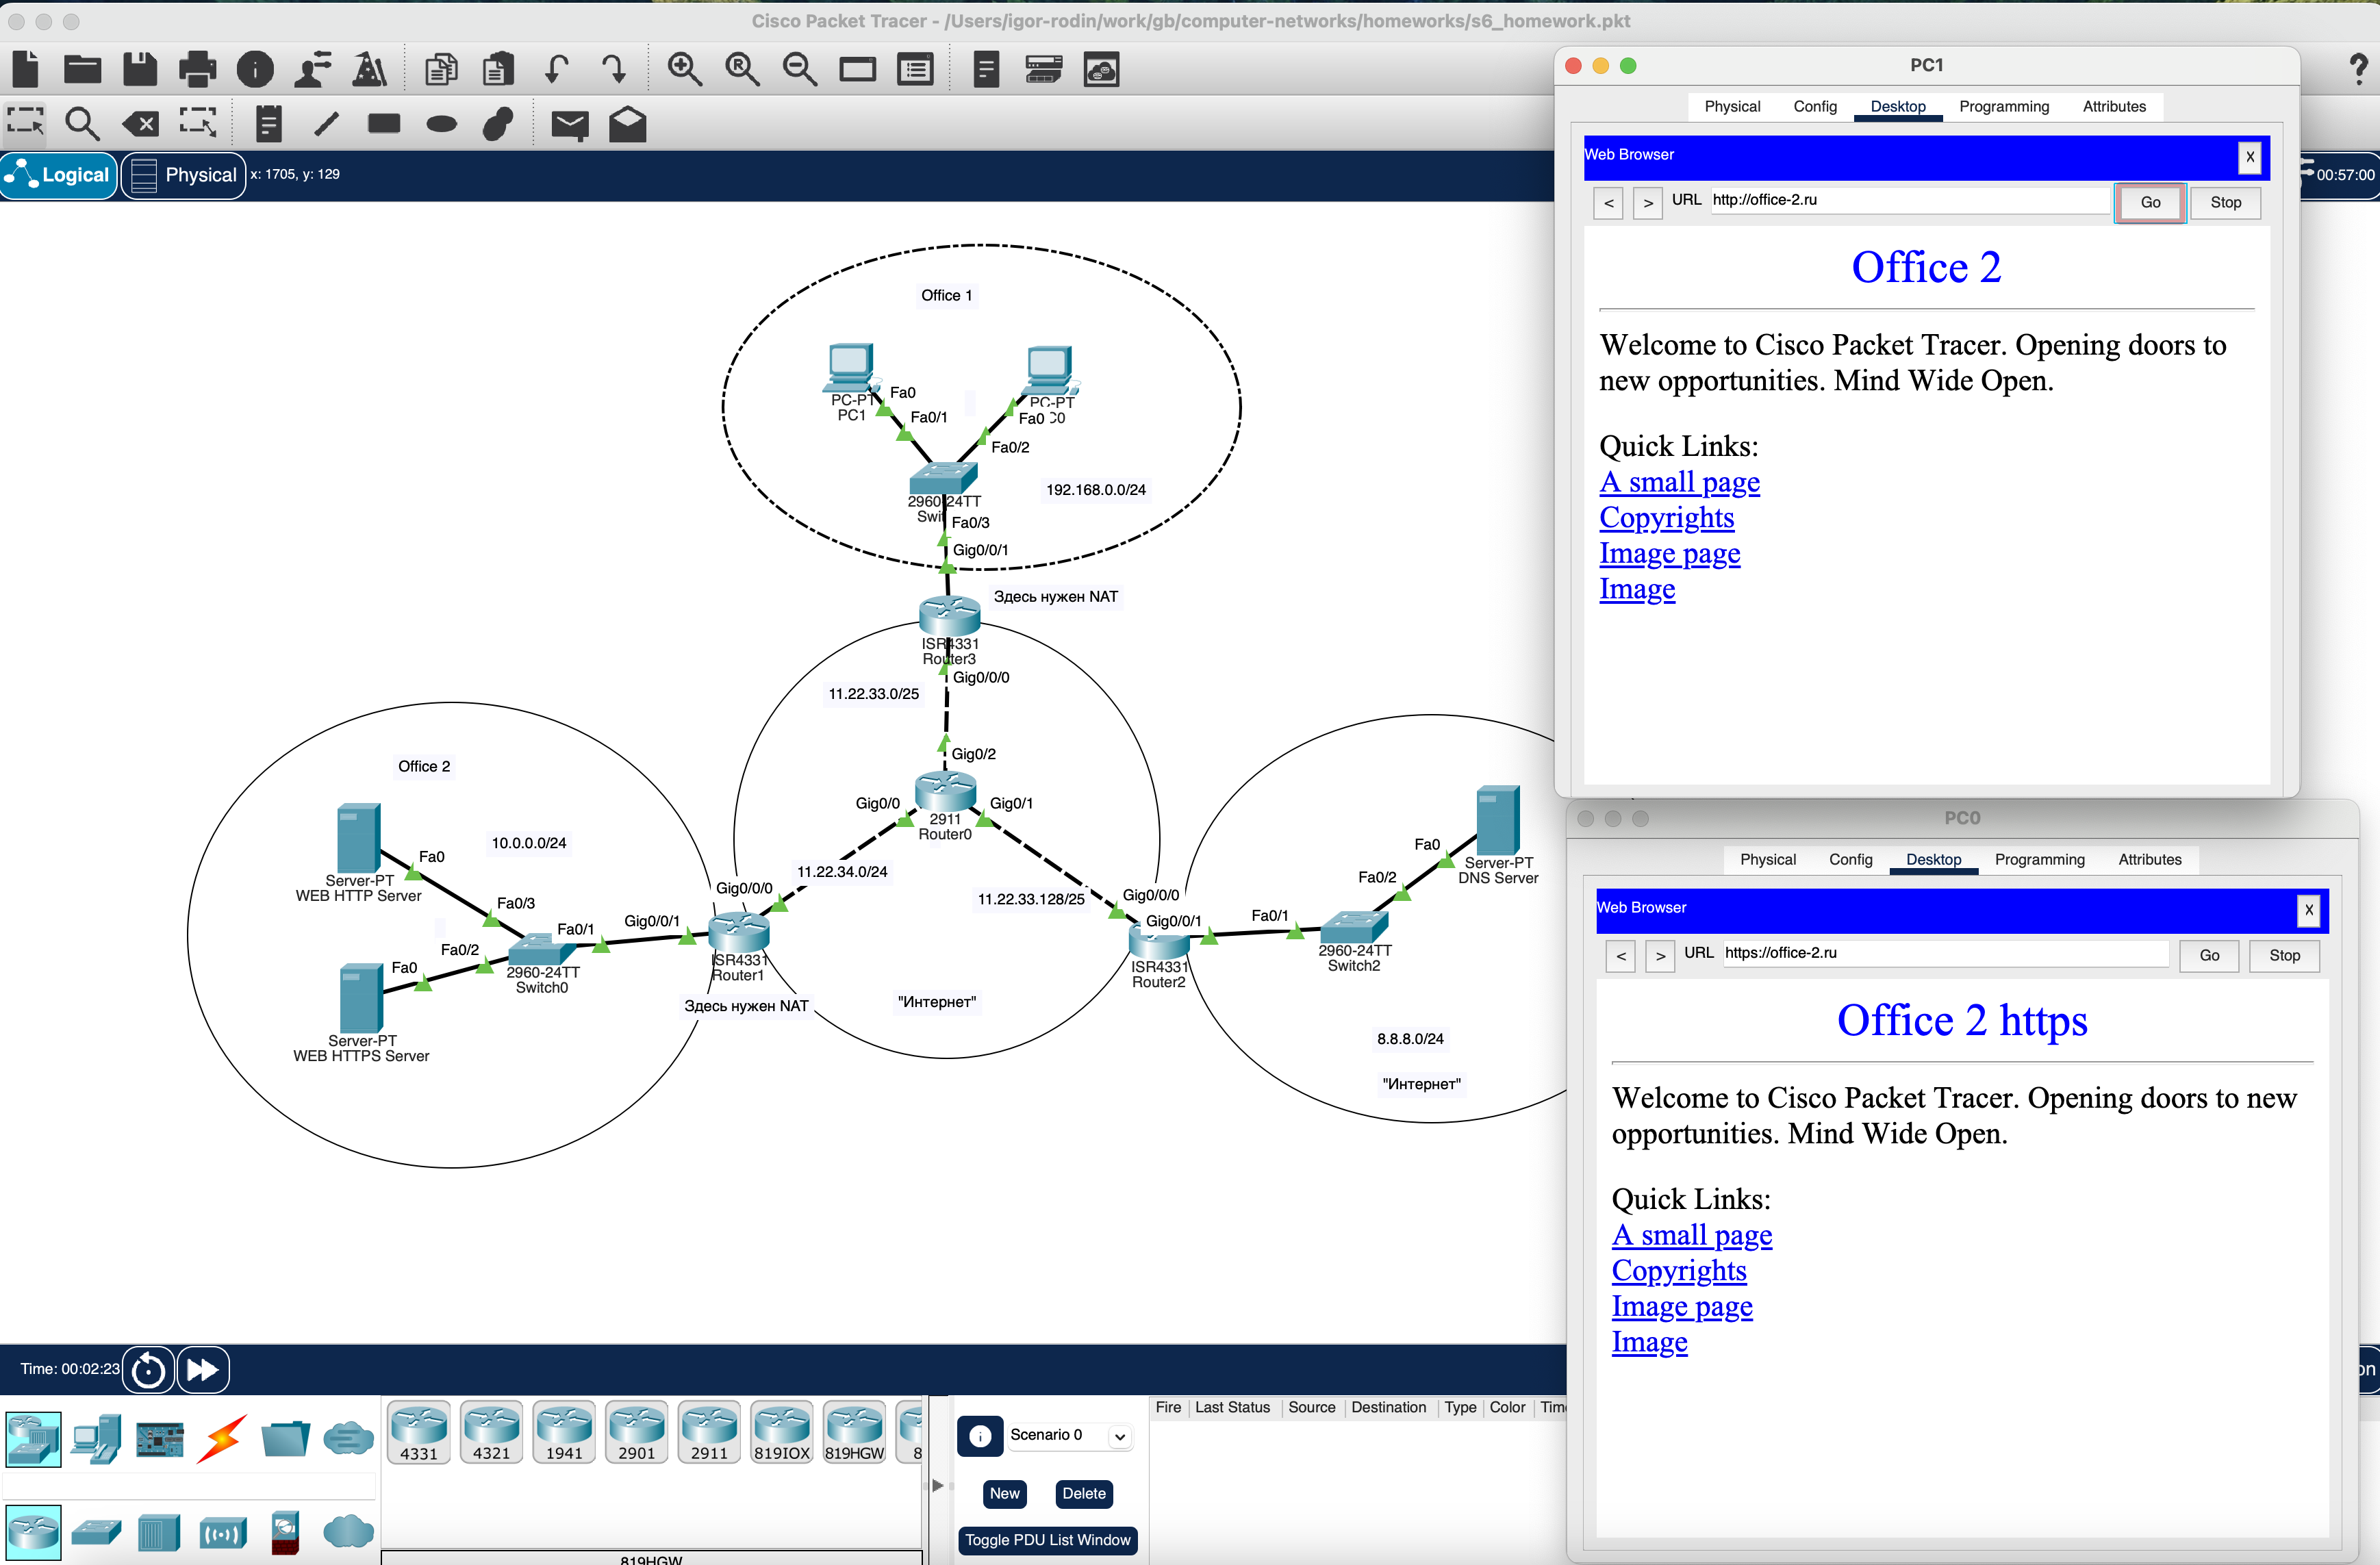 Cisco Packet Tracer - /Users/igor-rodin/work/gb/computer-networks/homeworks/s6_homework.pkt
Logical
Physical
x: 1705, y: 129
00:57:00
Office 1
PC-PT
PC1
Fa0
Fa0/1
PC-PT
Fa0
C0
Fa0/2
2960-24TT
Swit
192.168.0.0/24
Fa0/3
Gig0/0/1
Здесь нужен NAT
ISR4331
Router3
Gig0/0/0
11.22.33.0/25
Gig0/2
Gig0/0
Gig0/1
2911
Router0
11.22.34.0/24
11.22.33.128/25
"Интернет"
Office 2
10.0.0.0/24
Fa0
Server-PT
WEB HTTP Server
Fa0/3
Fa0/1
Gig0/0/1
Gig0/0/0
Fa0/2
Fa0
2960-24TT
Switch0
ISR4331
Router1
Здесь нужен NAT
Server-PT
WEB HTTPS Server
Gig0/0/0
Gig0/0/1
ISR4331
Router2
Fa0/1
Fa0/2
Fa0
Server-PT
DNS Server
2960-24TT
Switch2
8.8.8.0/24
"Интернет"
PC1
Physical
Config
Desktop
Programming
Attributes
Web Browser
X
<
>
URL
http://office-2.ru
Go
Stop
Office 2
Welcome to Cisco Packet Tracer. Opening doors to
new opportunities. Mind Wide Open.
Quick Links:
A small page
Copyrights
Image page
Image
PC0
Physical
Config
Desktop
Programming
Attributes
Web Browser
X
<
>
URL
https://office-2.ru
Go
Stop
Office 2 https
Welcome to Cisco Packet Tracer. Opening doors to new
opportunities. Mind Wide Open.
Quick Links:
A small page
Copyrights
Image page
Image
Time: 00:02:23
4331
4321
1941
2901
2911
819IOX
819HGW
8
819HGW
Scenario 0
New
Delete
Toggle PDU List Window
Fire
Last Status
Source
Destination
Type
Color